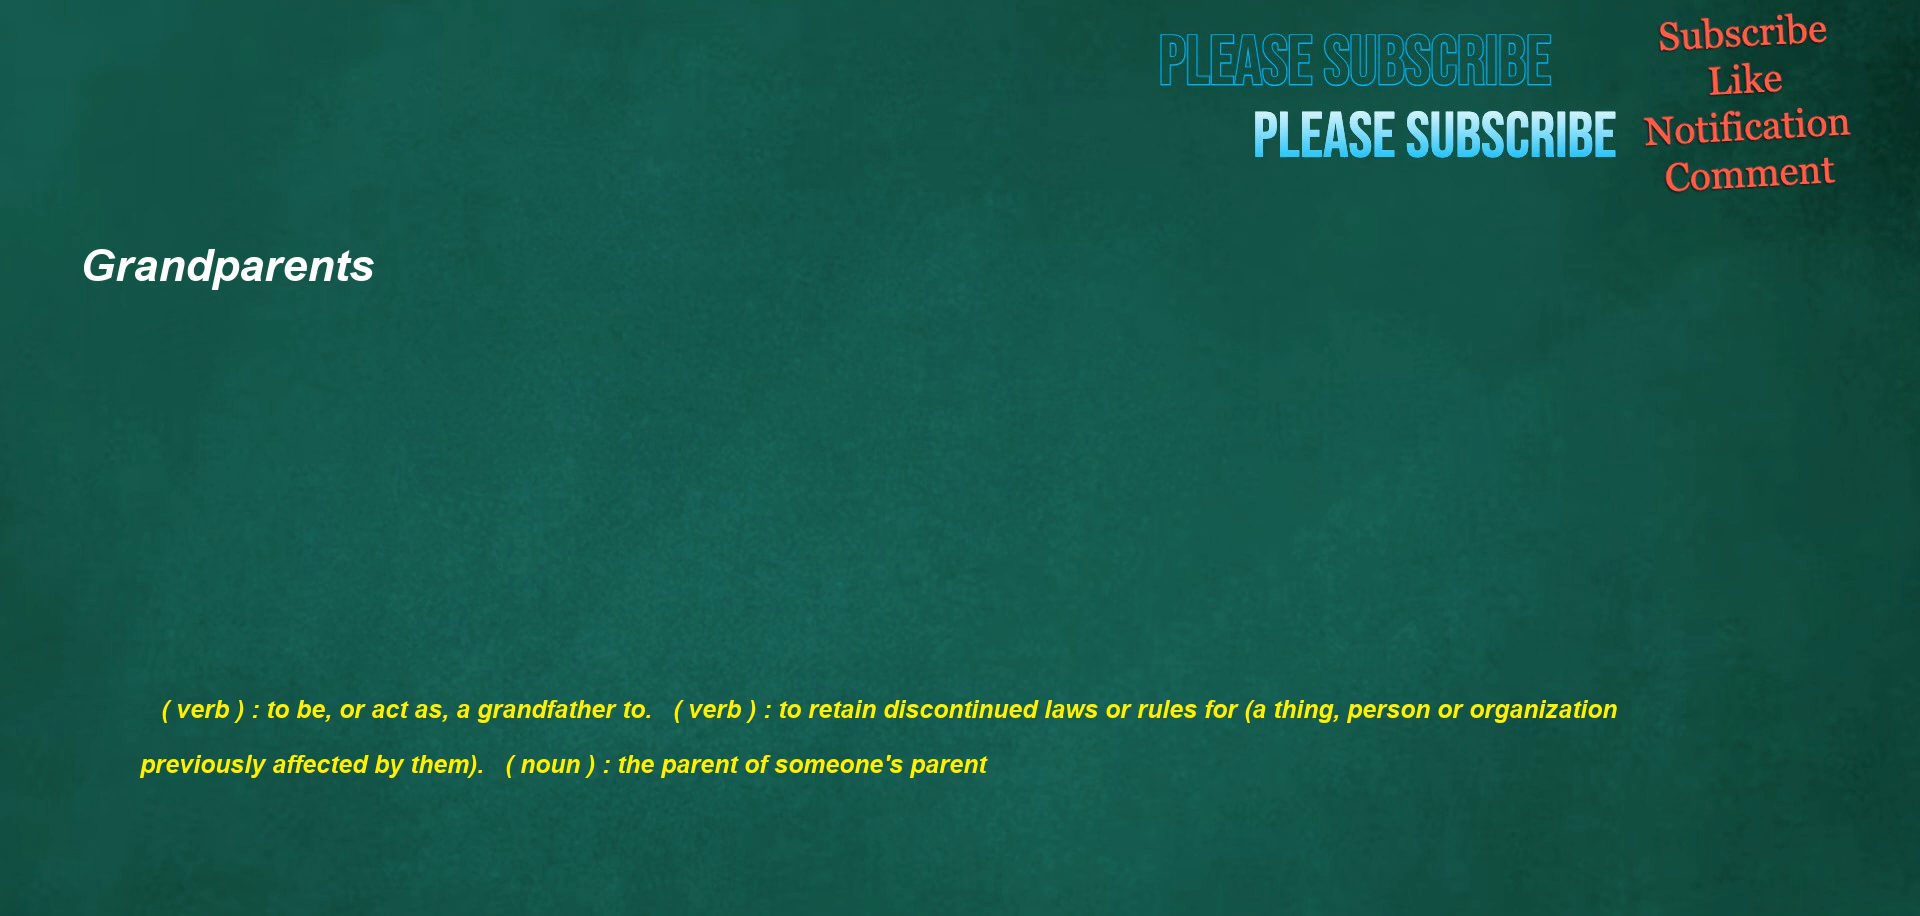 PLEASE SUBSCRIBE
PLEASE SUBSCRIBE
Subscribe
Like
Notification
Comment
Grandparents
( verb ) : to be, or act as, a grandfather to. ( verb ) : to retain discontinued laws or rules for (a thing, person or organization
previously affected by them). ( noun ) : the parent of someone's parent